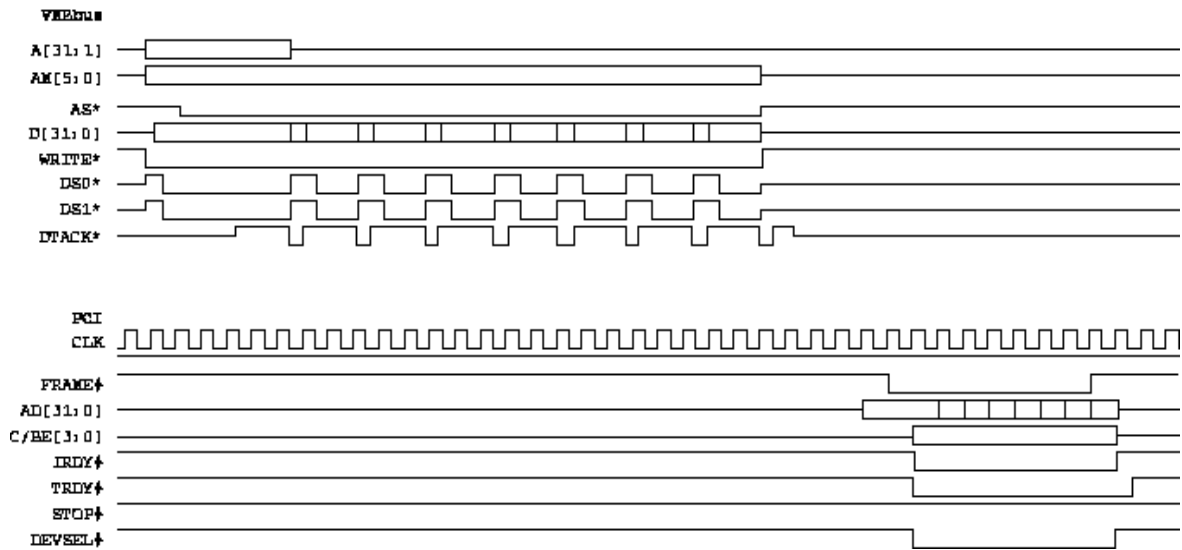 VMEbus
A[31:1]
AM[5:0]
AS*
D[31:0]
WRITE*
DS0*
DS1*
DTACK*
PCI
CLK
FRAME#
AD[31:0]
C/BE[3:0]
IRDY#
TRDY#
STOP#
DEVSEL#